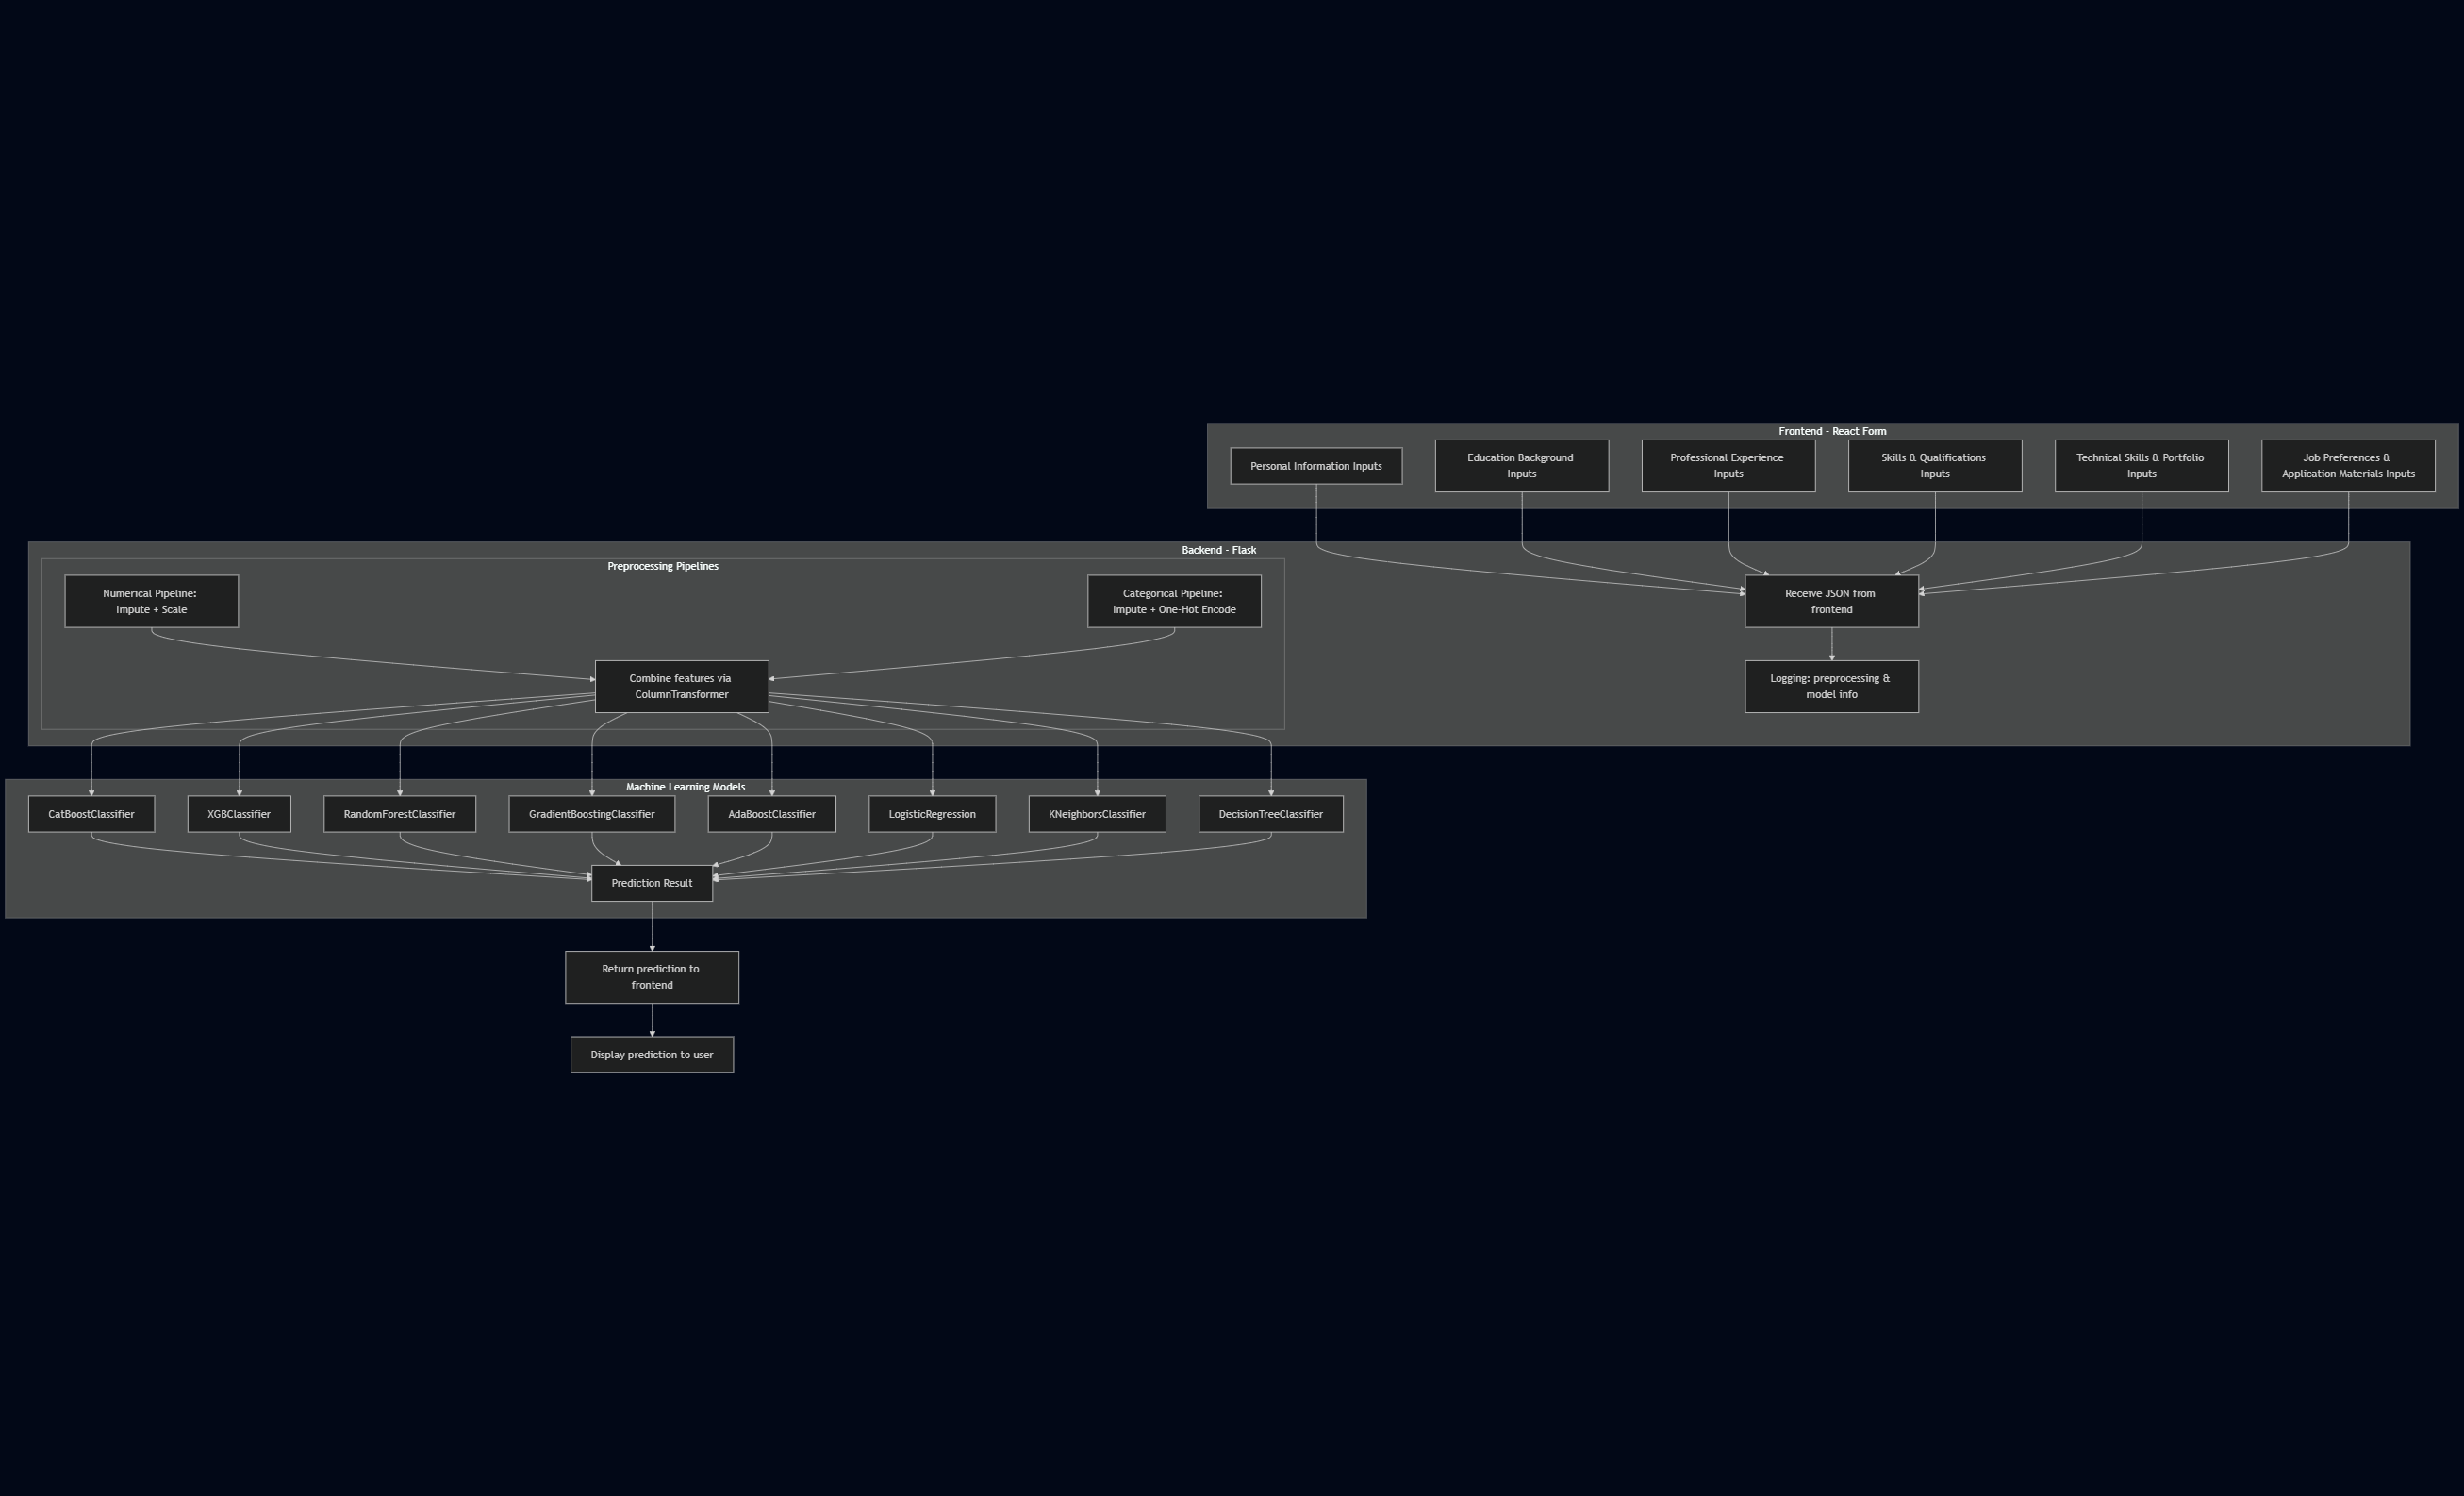 Frontend - React Form
Personal Information Inputs
Education Background
Inputs
Professional Experience
Inputs
Skills & Qualifications
Inputs
Technical Skills & Portfolio
Inputs
Job Preferences &
Application Materials Inputs
Backend - Flask
Preprocessing Pipelines
Numerical Pipeline:
Impute + Scale
Categorical Pipeline:
Impute + One-Hot Encode
Receive JSON from
frontend
Combine features via
ColumnTransformer
Logging: preprocessing &
model info
Machine Learning Models
CatBoostClassifier
XGBClassifier
RandomForestClassifier
GradientBoostingClassifier
AdaBoostClassifier
LogisticRegression
KNeighborsClassifier
DecisionTreeClassifier
Prediction Result
Return prediction to
frontend
Display prediction to user